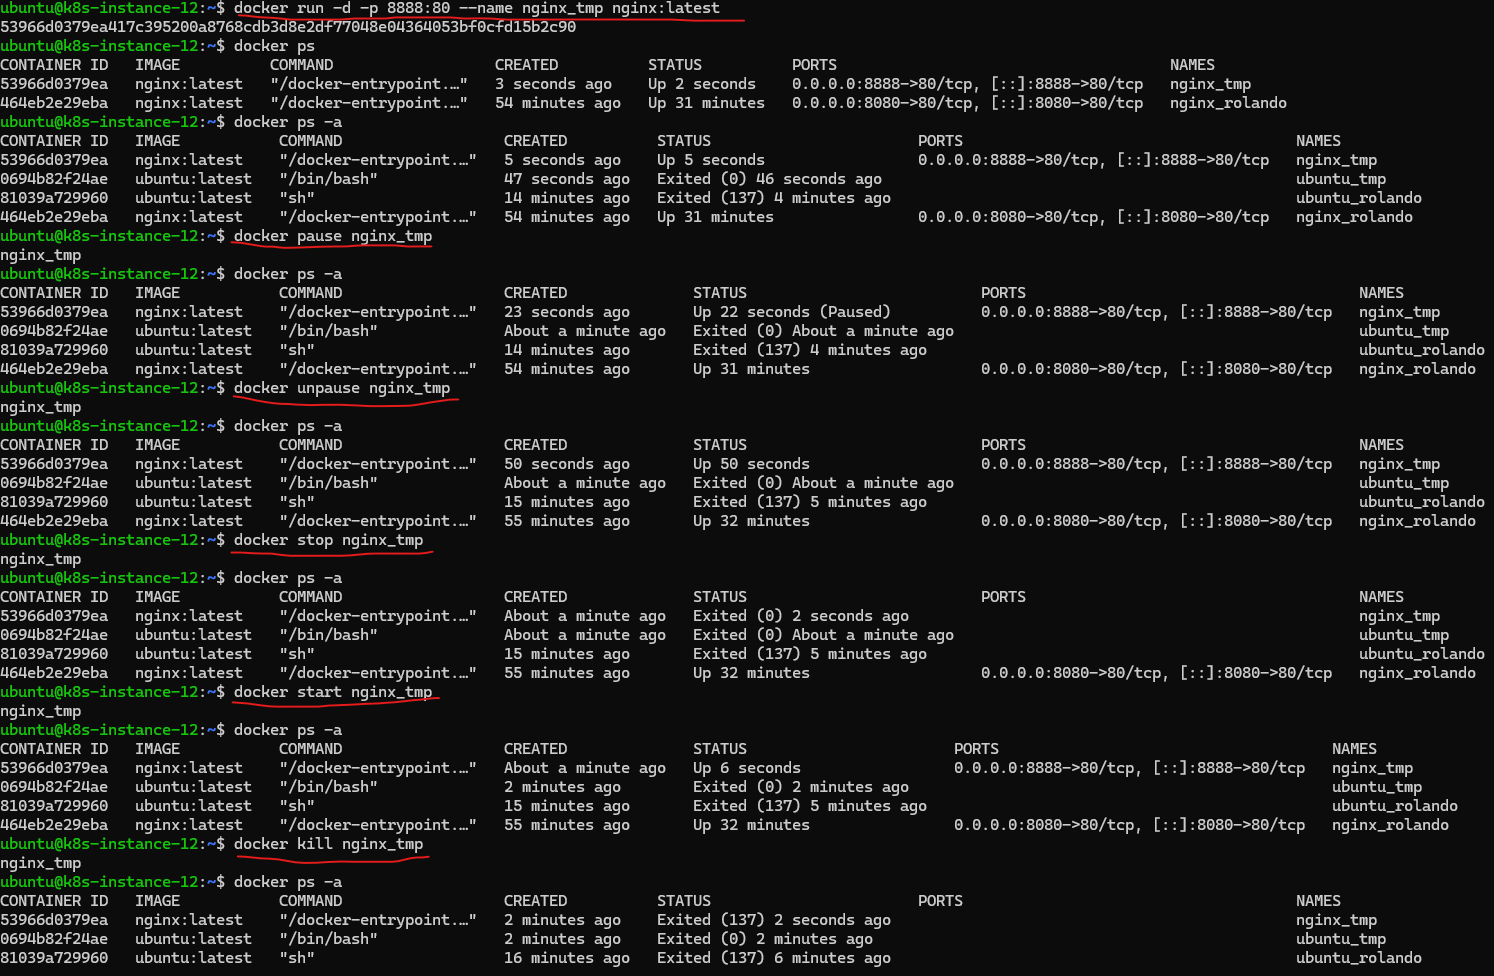 ubuntu@k8s-instance-12:~$ docker run -d -p 8888:80 --name nginx_tmp nginx:latest
53966d0379ea417c395200a8768cdb3d8e2df77048e04364053bf0cfd15b2c90
ubuntu@k8s-instance-12:~$ docker ps
CONTAINER ID   IMAGE          COMMAND                  CREATED          STATUS          PORTS                                     NAMES
53966d0379ea   nginx:latest   "/docker-entrypoint.…"   3 seconds ago    Up 2 seconds    0.0.0.0:8888->80/tcp, [::]:8888->80/tcp   nginx_tmp
464eb2e29eba   nginx:latest   "/docker-entrypoint.…"   54 minutes ago   Up 31 minutes   0.0.0.0:8080->80/tcp, [::]:8080->80/tcp   nginx_rolando
ubuntu@k8s-instance-12:~$ docker ps -a
CONTAINER ID   IMAGE           COMMAND                  CREATED          STATUS                       PORTS                                     NAMES
53966d0379ea   nginx:latest    "/docker-entrypoint.…"   5 seconds ago    Up 5 seconds                 0.0.0.0:8888->80/tcp, [::]:8888->80/tcp   nginx_tmp
0694b82f24ae   ubuntu:latest   "/bin/bash"              47 seconds ago   Exited (0) 46 seconds ago                                              ubuntu_tmp
81039a729960   ubuntu:latest   "sh"                     14 minutes ago   Exited (137) 4 minutes ago                                             ubuntu_rolando
464eb2e29eba   nginx:latest    "/docker-entrypoint.…"   54 minutes ago   Up 31 minutes                0.0.0.0:8080->80/tcp, [::]:8080->80/tcp   nginx_rolando
ubuntu@k8s-instance-12:~$ docker pause nginx_tmp
nginx_tmp
ubuntu@k8s-instance-12:~$ docker ps -a
CONTAINER ID   IMAGE           COMMAND                  CREATED              STATUS                          PORTS                                     NAMES
53966d0379ea   nginx:latest    "/docker-entrypoint.…"   23 seconds ago       Up 22 seconds (Paused)          0.0.0.0:8888->80/tcp, [::]:8888->80/tcp   nginx_tmp
0694b82f24ae   ubuntu:latest   "/bin/bash"              About a minute ago   Exited (0) About a minute ago                                             ubuntu_tmp
81039a729960   ubuntu:latest   "sh"                     14 minutes ago       Exited (137) 4 minutes ago                                                ubuntu_rolando
464eb2e29eba   nginx:latest    "/docker-entrypoint.…"   54 minutes ago       Up 31 minutes                   0.0.0.0:8080->80/tcp, [::]:8080->80/tcp   nginx_rolando
ubuntu@k8s-instance-12:~$ docker unpause nginx_tmp
nginx_tmp
ubuntu@k8s-instance-12:~$ docker ps -a
CONTAINER ID   IMAGE           COMMAND                  CREATED              STATUS                          PORTS                                     NAMES
53966d0379ea   nginx:latest    "/docker-entrypoint.…"   50 seconds ago       Up 50 seconds                   0.0.0.0:8888->80/tcp, [::]:8888->80/tcp   nginx_tmp
0694b82f24ae   ubuntu:latest   "/bin/bash"              About a minute ago   Exited (0) About a minute ago                                             ubuntu_tmp
81039a729960   ubuntu:latest   "sh"                     15 minutes ago       Exited (137) 5 minutes ago                                                ubuntu_rolando
464eb2e29eba   nginx:latest    "/docker-entrypoint.…"   55 minutes ago       Up 32 minutes                   0.0.0.0:8080->80/tcp, [::]:8080->80/tcp   nginx_rolando
ubuntu@k8s-instance-12:~$ docker stop nginx_tmp
nginx_tmp
ubuntu@k8s-instance-12:~$ docker ps -a
CONTAINER ID   IMAGE           COMMAND                  CREATED              STATUS                          PORTS                                     NAMES
53966d0379ea   nginx:latest    "/docker-entrypoint.…"   About a minute ago   Exited (0) 2 seconds ago                                                  nginx_tmp
0694b82f24ae   ubuntu:latest   "/bin/bash"              About a minute ago   Exited (0) About a minute ago                                             ubuntu_tmp
81039a729960   ubuntu:latest   "sh"                     15 minutes ago       Exited (137) 5 minutes ago                                                ubuntu_rolando
464eb2e29eba   nginx:latest    "/docker-entrypoint.…"   55 minutes ago       Up 32 minutes                   0.0.0.0:8080->80/tcp, [::]:8080->80/tcp   nginx_rolando
ubuntu@k8s-instance-12:~$ docker start nginx_tmp
nginx_tmp
ubuntu@k8s-instance-12:~$ docker ps -a
CONTAINER ID   IMAGE           COMMAND                  CREATED              STATUS                       PORTS                                     NAMES
53966d0379ea   nginx:latest    "/docker-entrypoint.…"   About a minute ago   Up 6 seconds                 0.0.0.0:8888->80/tcp, [::]:8888->80/tcp   nginx_tmp
0694b82f24ae   ubuntu:latest   "/bin/bash"              2 minutes ago        Exited (0) 2 minutes ago                                               ubuntu_tmp
81039a729960   ubuntu:latest   "sh"                     15 minutes ago       Exited (137) 5 minutes ago                                             ubuntu_rolando
464eb2e29eba   nginx:latest    "/docker-entrypoint.…"   55 minutes ago       Up 32 minutes                0.0.0.0:8080->80/tcp, [::]:8080->80/tcp   nginx_rolando
ubuntu@k8s-instance-12:~$ docker kill nginx_tmp
nginx_tmp
ubuntu@k8s-instance-12:~$ docker ps -a
CONTAINER ID   IMAGE           COMMAND                  CREATED          STATUS                       PORTS                                     NAMES
53966d0379ea   nginx:latest    "/docker-entrypoint.…"   2 minutes ago    Exited (137) 2 seconds ago                                             nginx_tmp
0694b82f24ae   ubuntu:latest   "/bin/bash"              2 minutes ago    Exited (0) 2 minutes ago                                               ubuntu_tmp
81039a729960   ubuntu:latest   "sh"                     16 minutes ago   Exited (137) 6 minutes ago                                             ubuntu_rolando